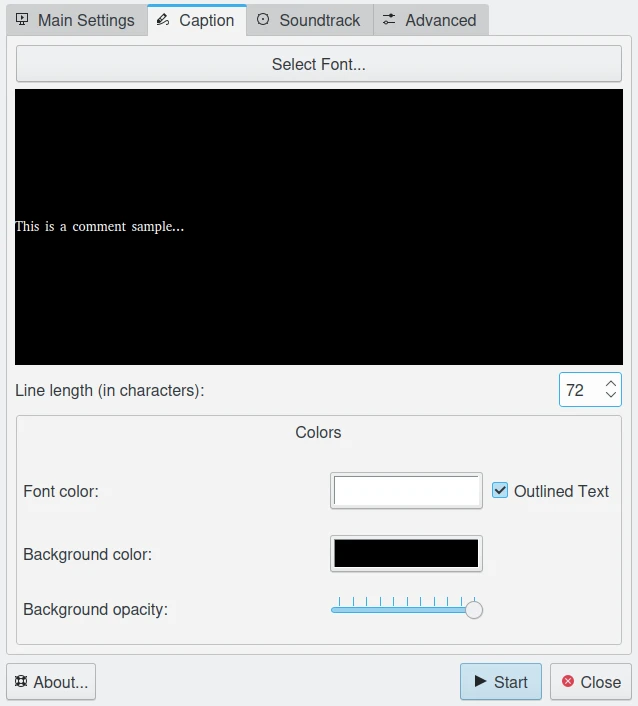 Main Settings Caption Soundtrack Advanced
Select Font...
This is a comment sample...
Line length (in characters): 72
Colors
Font color: Outlined Text
Background color:
Background opacity:
About... Start Close